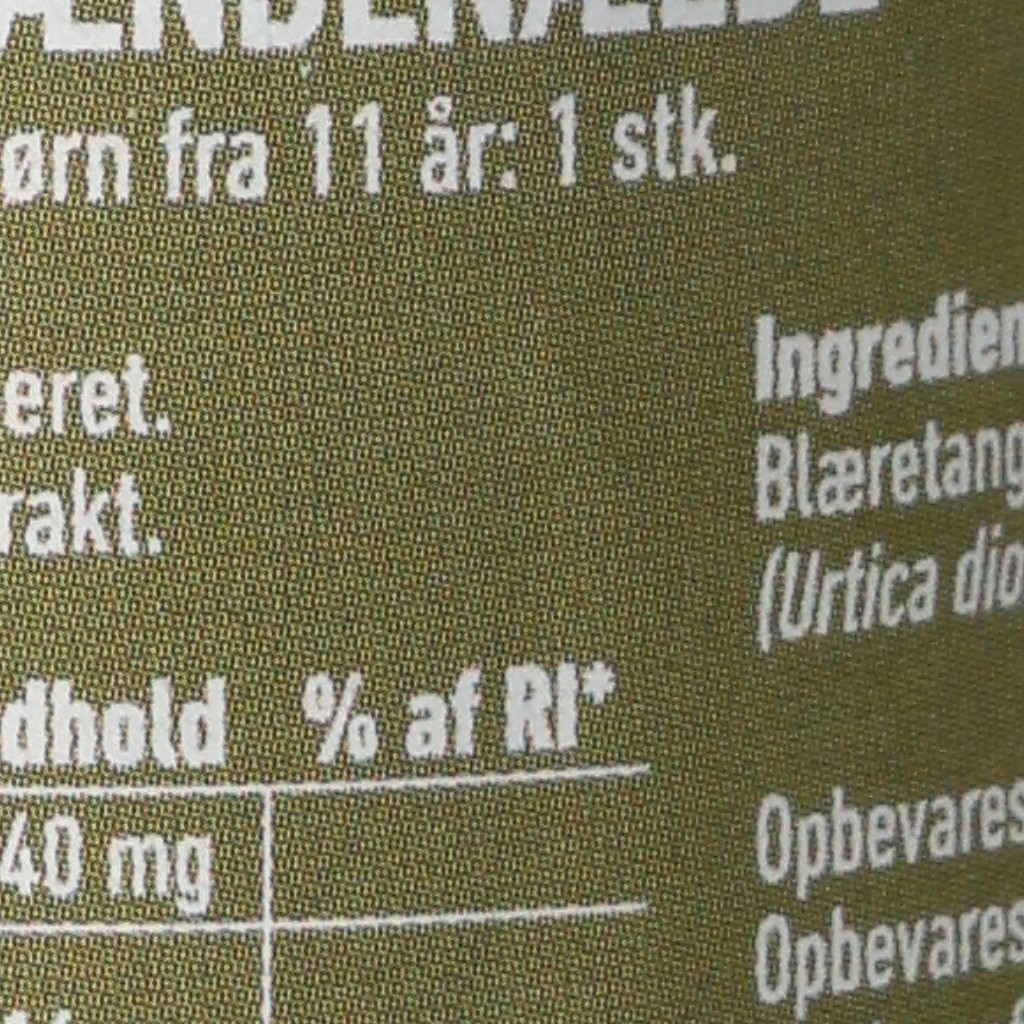 ørn fra 11 år: 1 stk.
eret.
rakt.
dhold % af RI*
40 mg
Ingredien
Blæretang
(Urtica dio
Opbevares
Opbevares